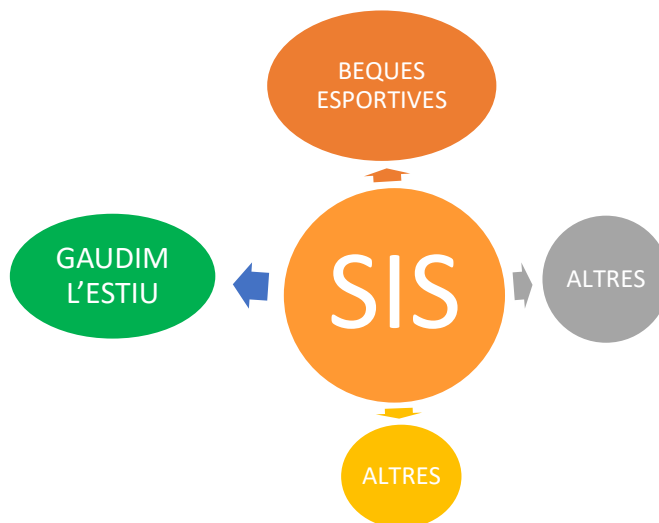 BEQUES
ESPORTIVES
GAUDIM
L’ESTIU
SIS
ALTRES
ALTRES